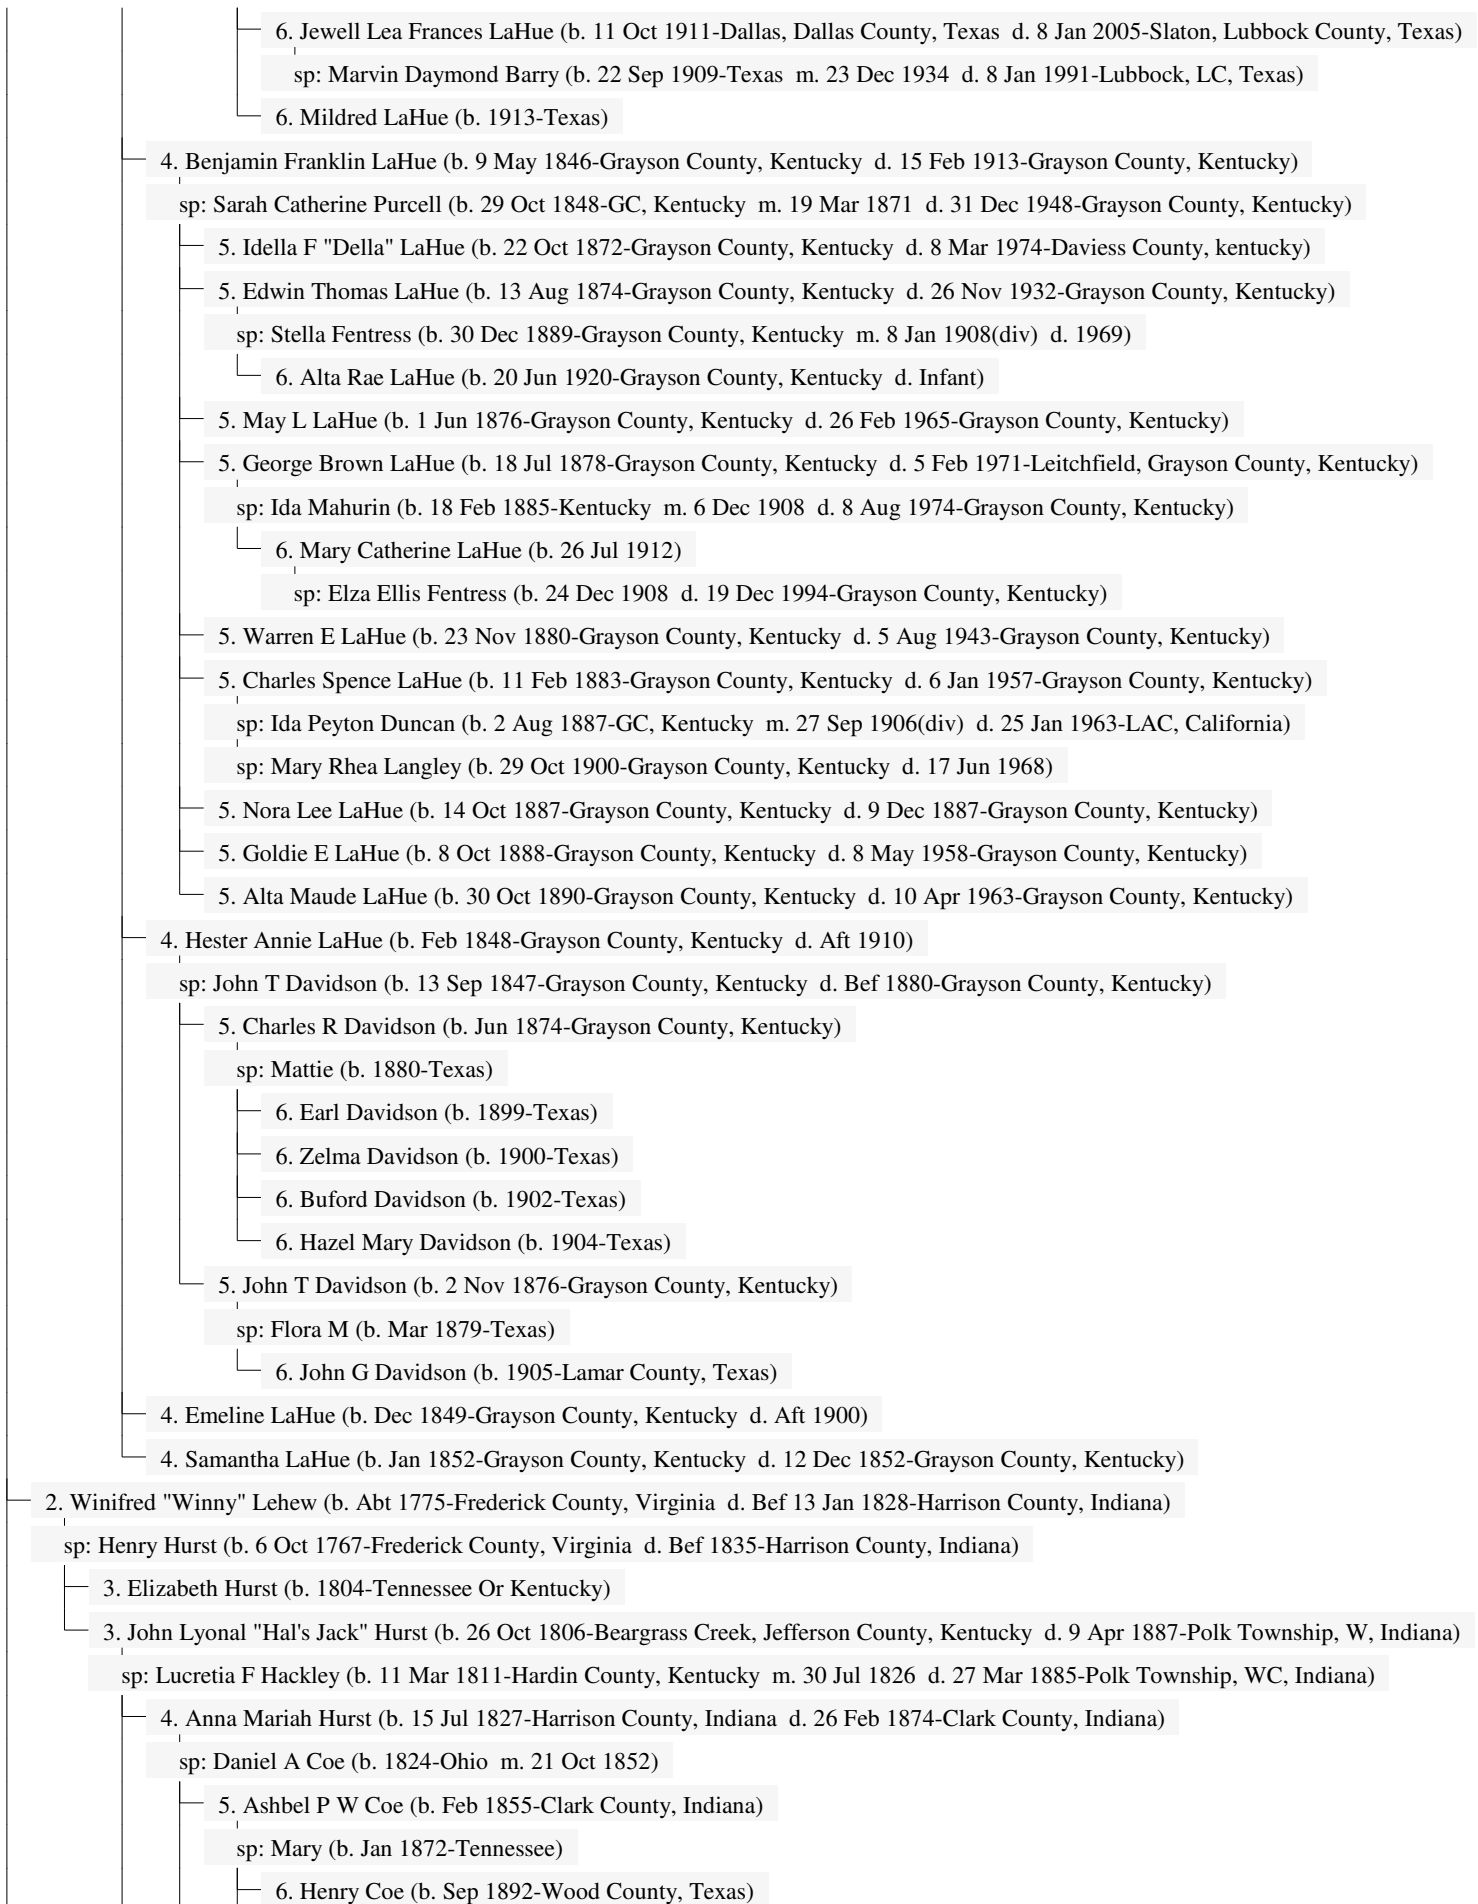 6. Jewell Lea Frances LaHue (b. 11 Oct 1911-Dallas, Dallas County, Texas d. 8 Jan 2005-Slaton, Lubbock County, Texas)
sp: Marvin Daymond Barry (b. 22 Sep 1909-Texas m. 23 Dec 1934 d. 8 Jan 1991-Lubbock, LC, Texas)
6. Mildred LaHue (b. 1913-Texas)
4. Benjamin Franklin LaHue (b. 9 May 1846-Grayson County, Kentucky d. 15 Feb 1913-Grayson County, Kentucky)
sp: Sarah Catherine Purcell (b. 29 Oct 1848-GC, Kentucky m. 19 Mar 1871 d. 31 Dec 1948-Grayson County, Kentucky)
5. Idella F "Della" LaHue (b. 22 Oct 1872-Grayson County, Kentucky d. 8 Mar 1974-Daviess County, kentucky)
5. Edwin Thomas LaHue (b. 13 Aug 1874-Grayson County, Kentucky d. 26 Nov 1932-Grayson County, Kentucky)
sp: Stella Fentress (b. 30 Dec 1889-Grayson County, Kentucky m. 8 Jan 1908(div) d. 1969)
6. Alta Rae LaHue (b. 20 Jun 1920-Grayson County, Kentucky d. Infant)
5. May L LaHue (b. 1 Jun 1876-Grayson County, Kentucky d. 26 Feb 1965-Grayson County, Kentucky)
5. George Brown LaHue (b. 18 Jul 1878-Grayson County, Kentucky d. 5 Feb 1971-Leitchfield, Grayson County, Kentucky)
sp: Ida Mahurin (b. 18 Feb 1885-Kentucky m. 6 Dec 1908 d. 8 Aug 1974-Grayson County, Kentucky)
6. Mary Catherine LaHue (b. 26 Jul 1912)
sp: Elza Ellis Fentress (b. 24 Dec 1908 d. 19 Dec 1994-Grayson County, Kentucky)
5. Warren E LaHue (b. 23 Nov 1880-Grayson County, Kentucky d. 5 Aug 1943-Grayson County, Kentucky)
5. Charles Spence LaHue (b. 11 Feb 1883-Grayson County, Kentucky d. 6 Jan 1957-Grayson County, Kentucky)
sp: Ida Peyton Duncan (b. 2 Aug 1887-GC, Kentucky m. 27 Sep 1906(div) d. 25 Jan 1963-LAC, California)
sp: Mary Rhea Langley (b. 29 Oct 1900-Grayson County, Kentucky d. 17 Jun 1968)
5. Nora Lee LaHue (b. 14 Oct 1887-Grayson County, Kentucky d. 9 Dec 1887-Grayson County, Kentucky)
5. Goldie E LaHue (b. 8 Oct 1888-Grayson County, Kentucky d. 8 May 1958-Grayson County, Kentucky)
5. Alta Maude LaHue (b. 30 Oct 1890-Grayson County, Kentucky d. 10 Apr 1963-Grayson County, Kentucky)
4. Hester Annie LaHue (b. Feb 1848-Grayson County, Kentucky d. Aft 1910)
sp: John T Davidson (b. 13 Sep 1847-Grayson County, Kentucky d. Bef 1880-Grayson County, Kentucky)
5. Charles R Davidson (b. Jun 1874-Grayson County, Kentucky)
sp: Mattie (b. 1880-Texas)
6. Earl Davidson (b. 1899-Texas)
6. Zelma Davidson (b. 1900-Texas)
6. Buford Davidson (b. 1902-Texas)
6. Hazel Mary Davidson (b. 1904-Texas)
5. John T Davidson (b. 2 Nov 1876-Grayson County, Kentucky)
sp: Flora M (b. Mar 1879-Texas)
6. John G Davidson (b. 1905-Lamar County, Texas)
4. Emeline LaHue (b. Dec 1849-Grayson County, Kentucky d. Aft 1900)
4. Samantha LaHue (b. Jan 1852-Grayson County, Kentucky d. 12 Dec 1852-Grayson County, Kentucky)
2. Winifred "Winny" Lehew (b. Abt 1775-Frederick County, Virginia d. Bef 13 Jan 1828-Harrison County, Indiana)
sp: Henry Hurst (b. 6 Oct 1767-Frederick County, Virginia d. Bef 1835-Harrison County, Indiana)
3. Elizabeth Hurst (b. 1804-Tennessee Or Kentucky)
3. John Lyonal "Hal's Jack" Hurst (b. 26 Oct 1806-Beargrass Creek, Jefferson County, Kentucky d. 9 Apr 1887-Polk Township, W, Indiana)
sp: Lucretia F Hackley (b. 11 Mar 1811-Hardin County, Kentucky m. 30 Jul 1826 d. 27 Mar 1885-Polk Township, WC, Indiana)
4. Anna Mariah Hurst (b. 15 Jul 1827-Harrison County, Indiana d. 26 Feb 1874-Clark County, Indiana)
sp: Daniel A Coe (b. 1824-Ohio m. 21 Oct 1852)
5. Ashbel P W Coe (b. Feb 1855-Clark County, Indiana)
sp: Mary (b. Jan 1872-Tennessee)
6. Henry Coe (b. Sep 1892-Wood County, Texas)